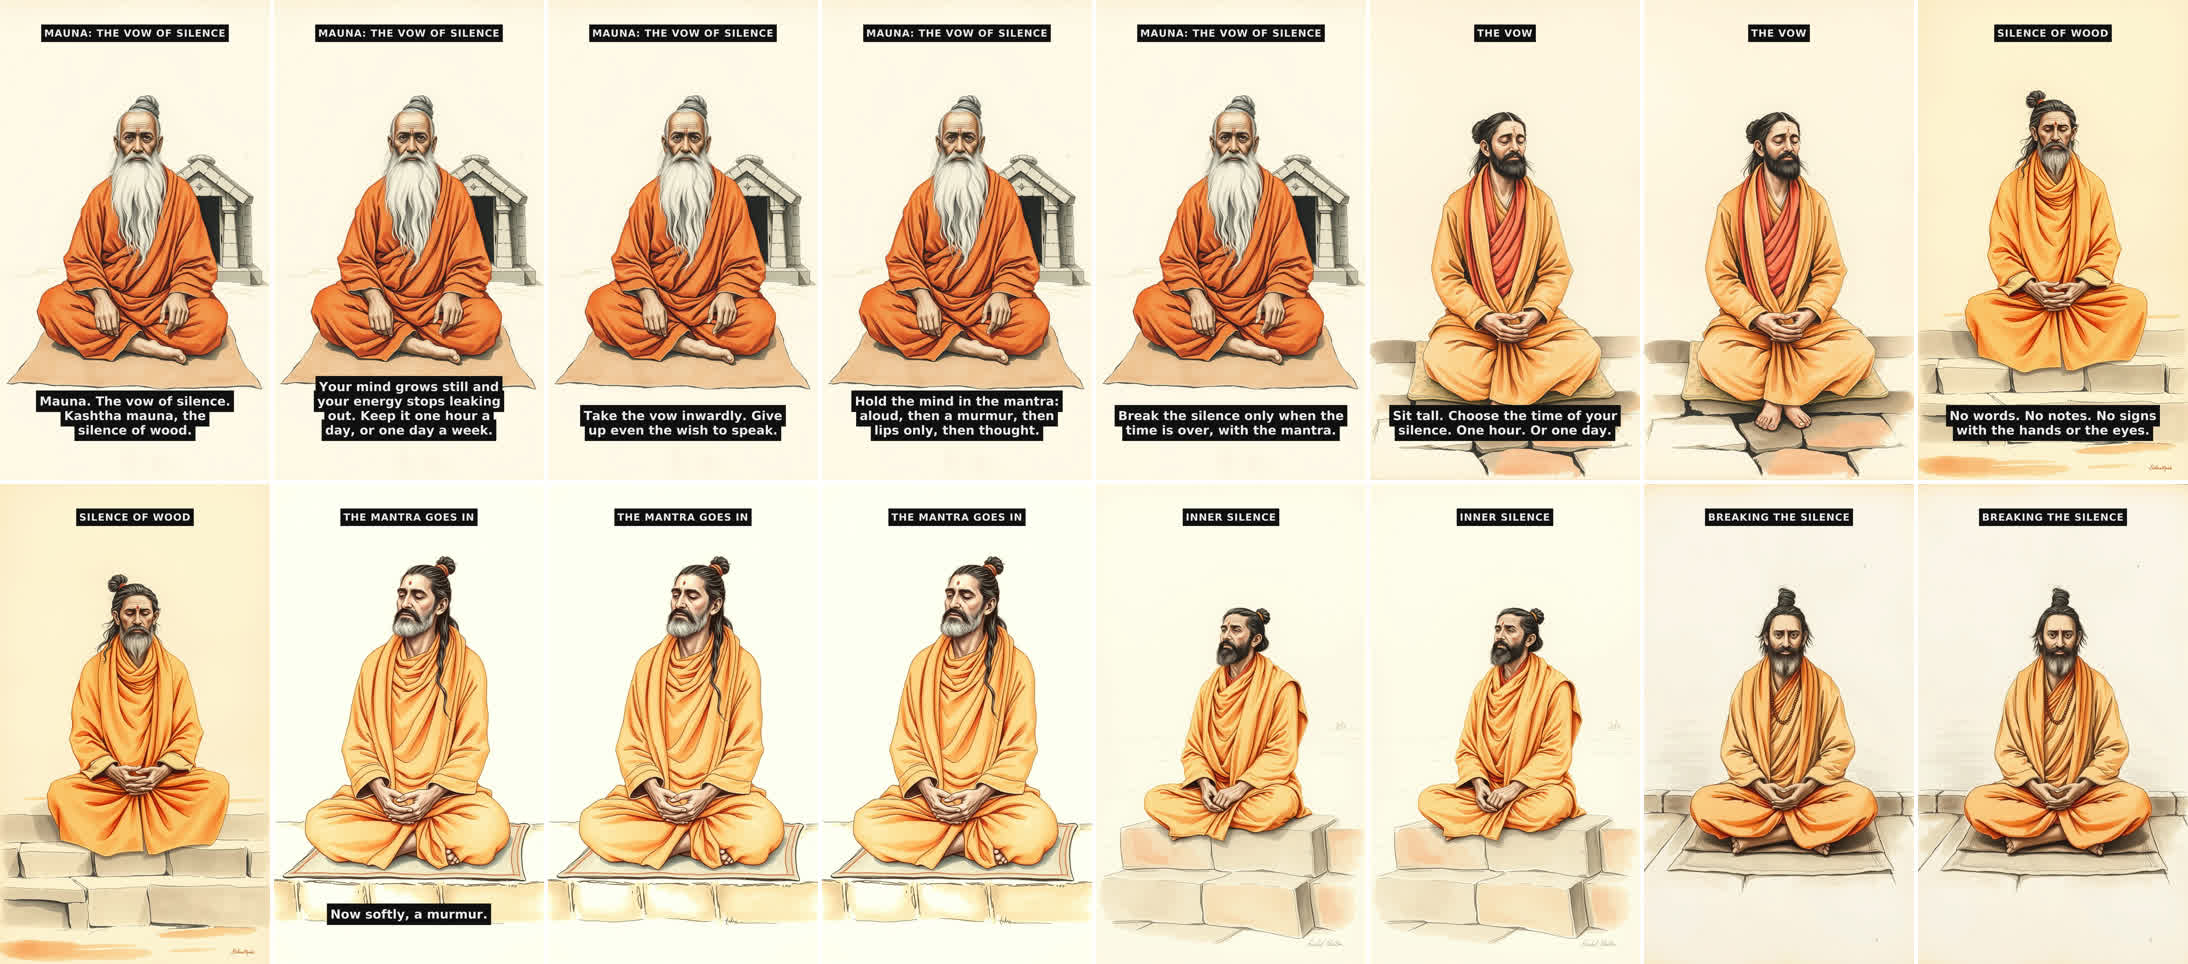 MAUNA: THE VOW OF SILENCE
Mauna. The vow of silence.
Kashtha mauna, the
silence of wood.
MAUNA: THE VOW OF SILENCE
Your mind grows still and
your energy stops leaking
out. Keep it one hour a
day, or one day a week.
MAUNA: THE VOW OF SILENCE
Take the vow inwardly. Give
up even the wish to speak.
MAUNA: THE VOW OF SILENCE
Hold the mind in the mantra:
aloud, then a murmur, then
lips only, then thought.
MAUNA: THE VOW OF SILENCE
Break the silence only when the
time is over, with the mantra.
THE VOW
Sit tall. Choose the time of your
silence. One hour. Or one day.
THE VOW
SILENCE OF WOOD
No words. No notes. No signs
with the hands or the eyes.
SILENCE OF WOOD
THE MANTRA GOES IN
Now softly, a murmur.
THE MANTRA GOES IN
THE MANTRA GOES IN
INNER SILENCE
INNER SILENCE
BREAKING THE SILENCE
BREAKING THE SILENCE